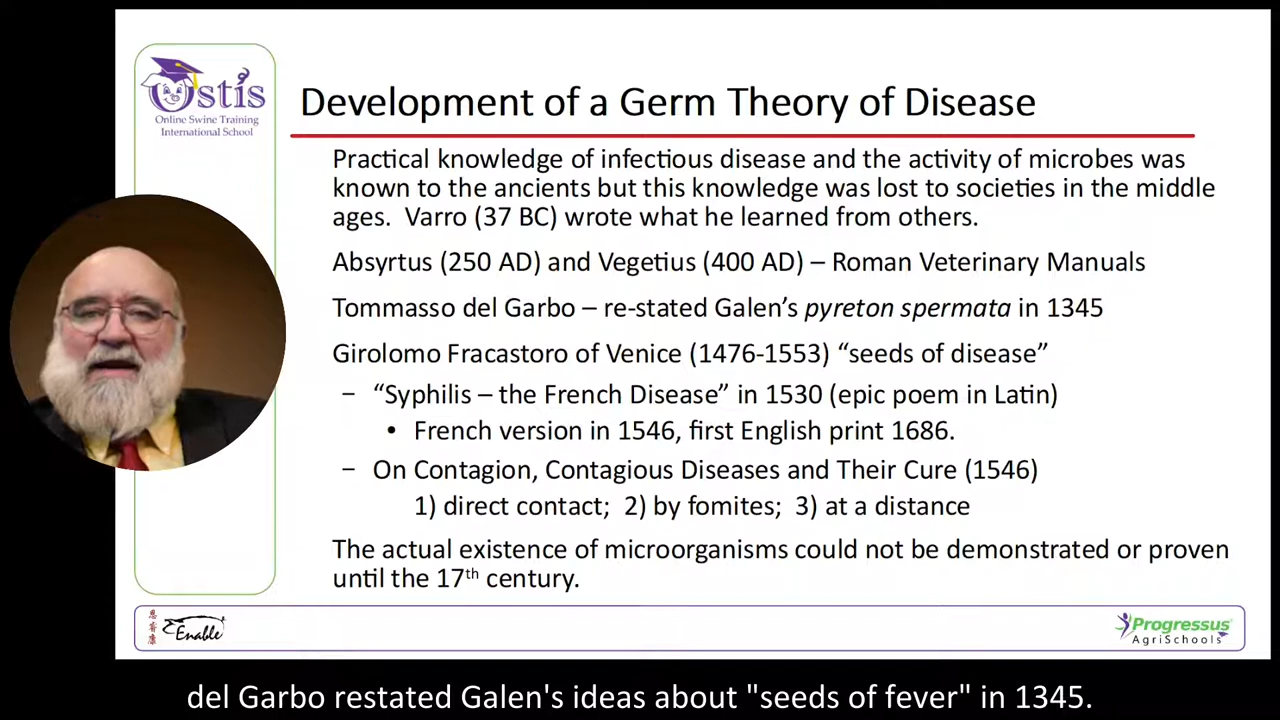 Ostis
Online Swine Training
International School
Development of a Germ Theory of Disease
Practical knowledge of infectious disease and the activity of microbes was
known to the ancients but this knowledge was lost to societies in the middle
ages.  Varro (37 BC) wrote what he learned from others.
Absyrtus (250 AD) and Vegetius (400 AD) – Roman Veterinary Manuals
Tommasso del Garbo – re-stated Galen’s pyreton spermata in 1345
Girolomo Fracastoro of Venice (1476-1553) “seeds of disease”
– “Syphilis – the French Disease” in 1530 (epic poem in Latin)
• French version in 1546, first English print 1686.
– On Contagion, Contagious Diseases and Their Cure (1546)
1) direct contact;  2) by fomites;  3) at a distance
The actual existence of microorganisms could not be demonstrated or proven
until the 17th century.
Enable
Progressus
AgriSchools
del Garbo restated Galen's ideas about "seeds of fever" in 1345.